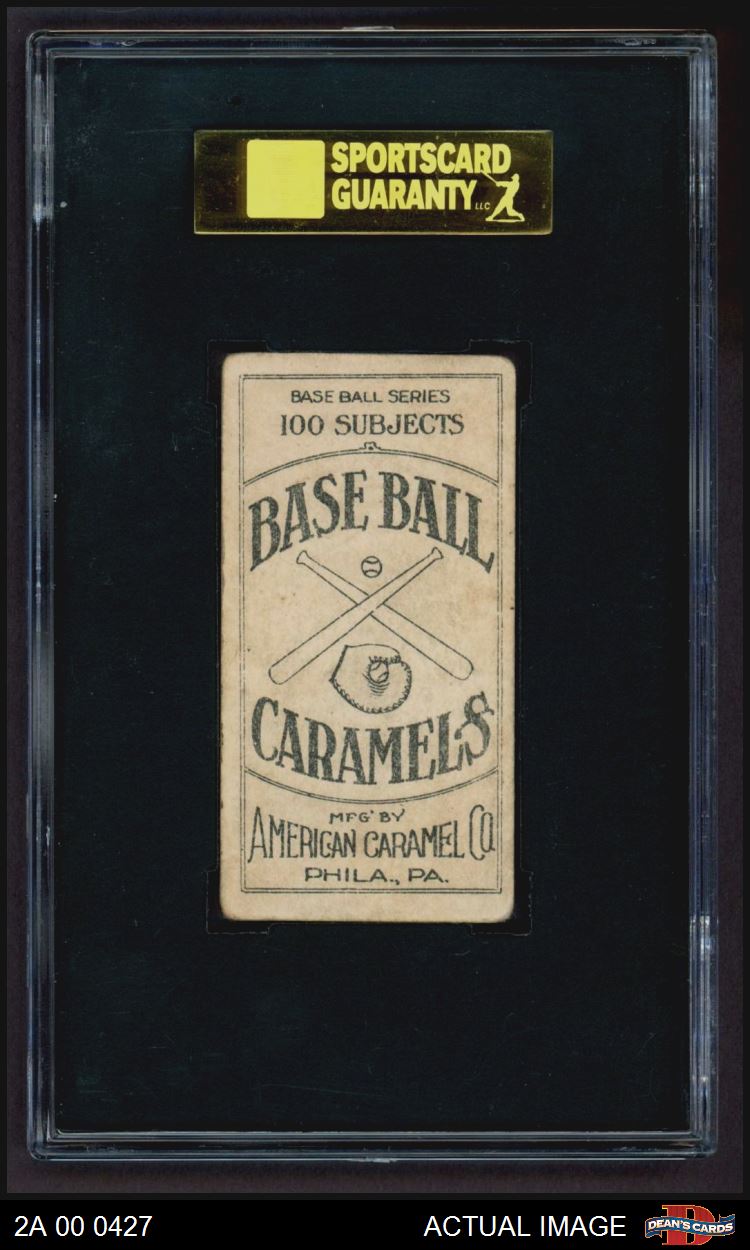 SPORTSCARD
GUARANTY LLC
BASE BALL SERIES
100 SUBJECTS
BASE BALL
CARAMELS
MFG' BY
AMERICAN CARAMEL Co
PHILA., PA.
2A 00 0427
ACTUAL IMAGE
DEAN'S CARDS